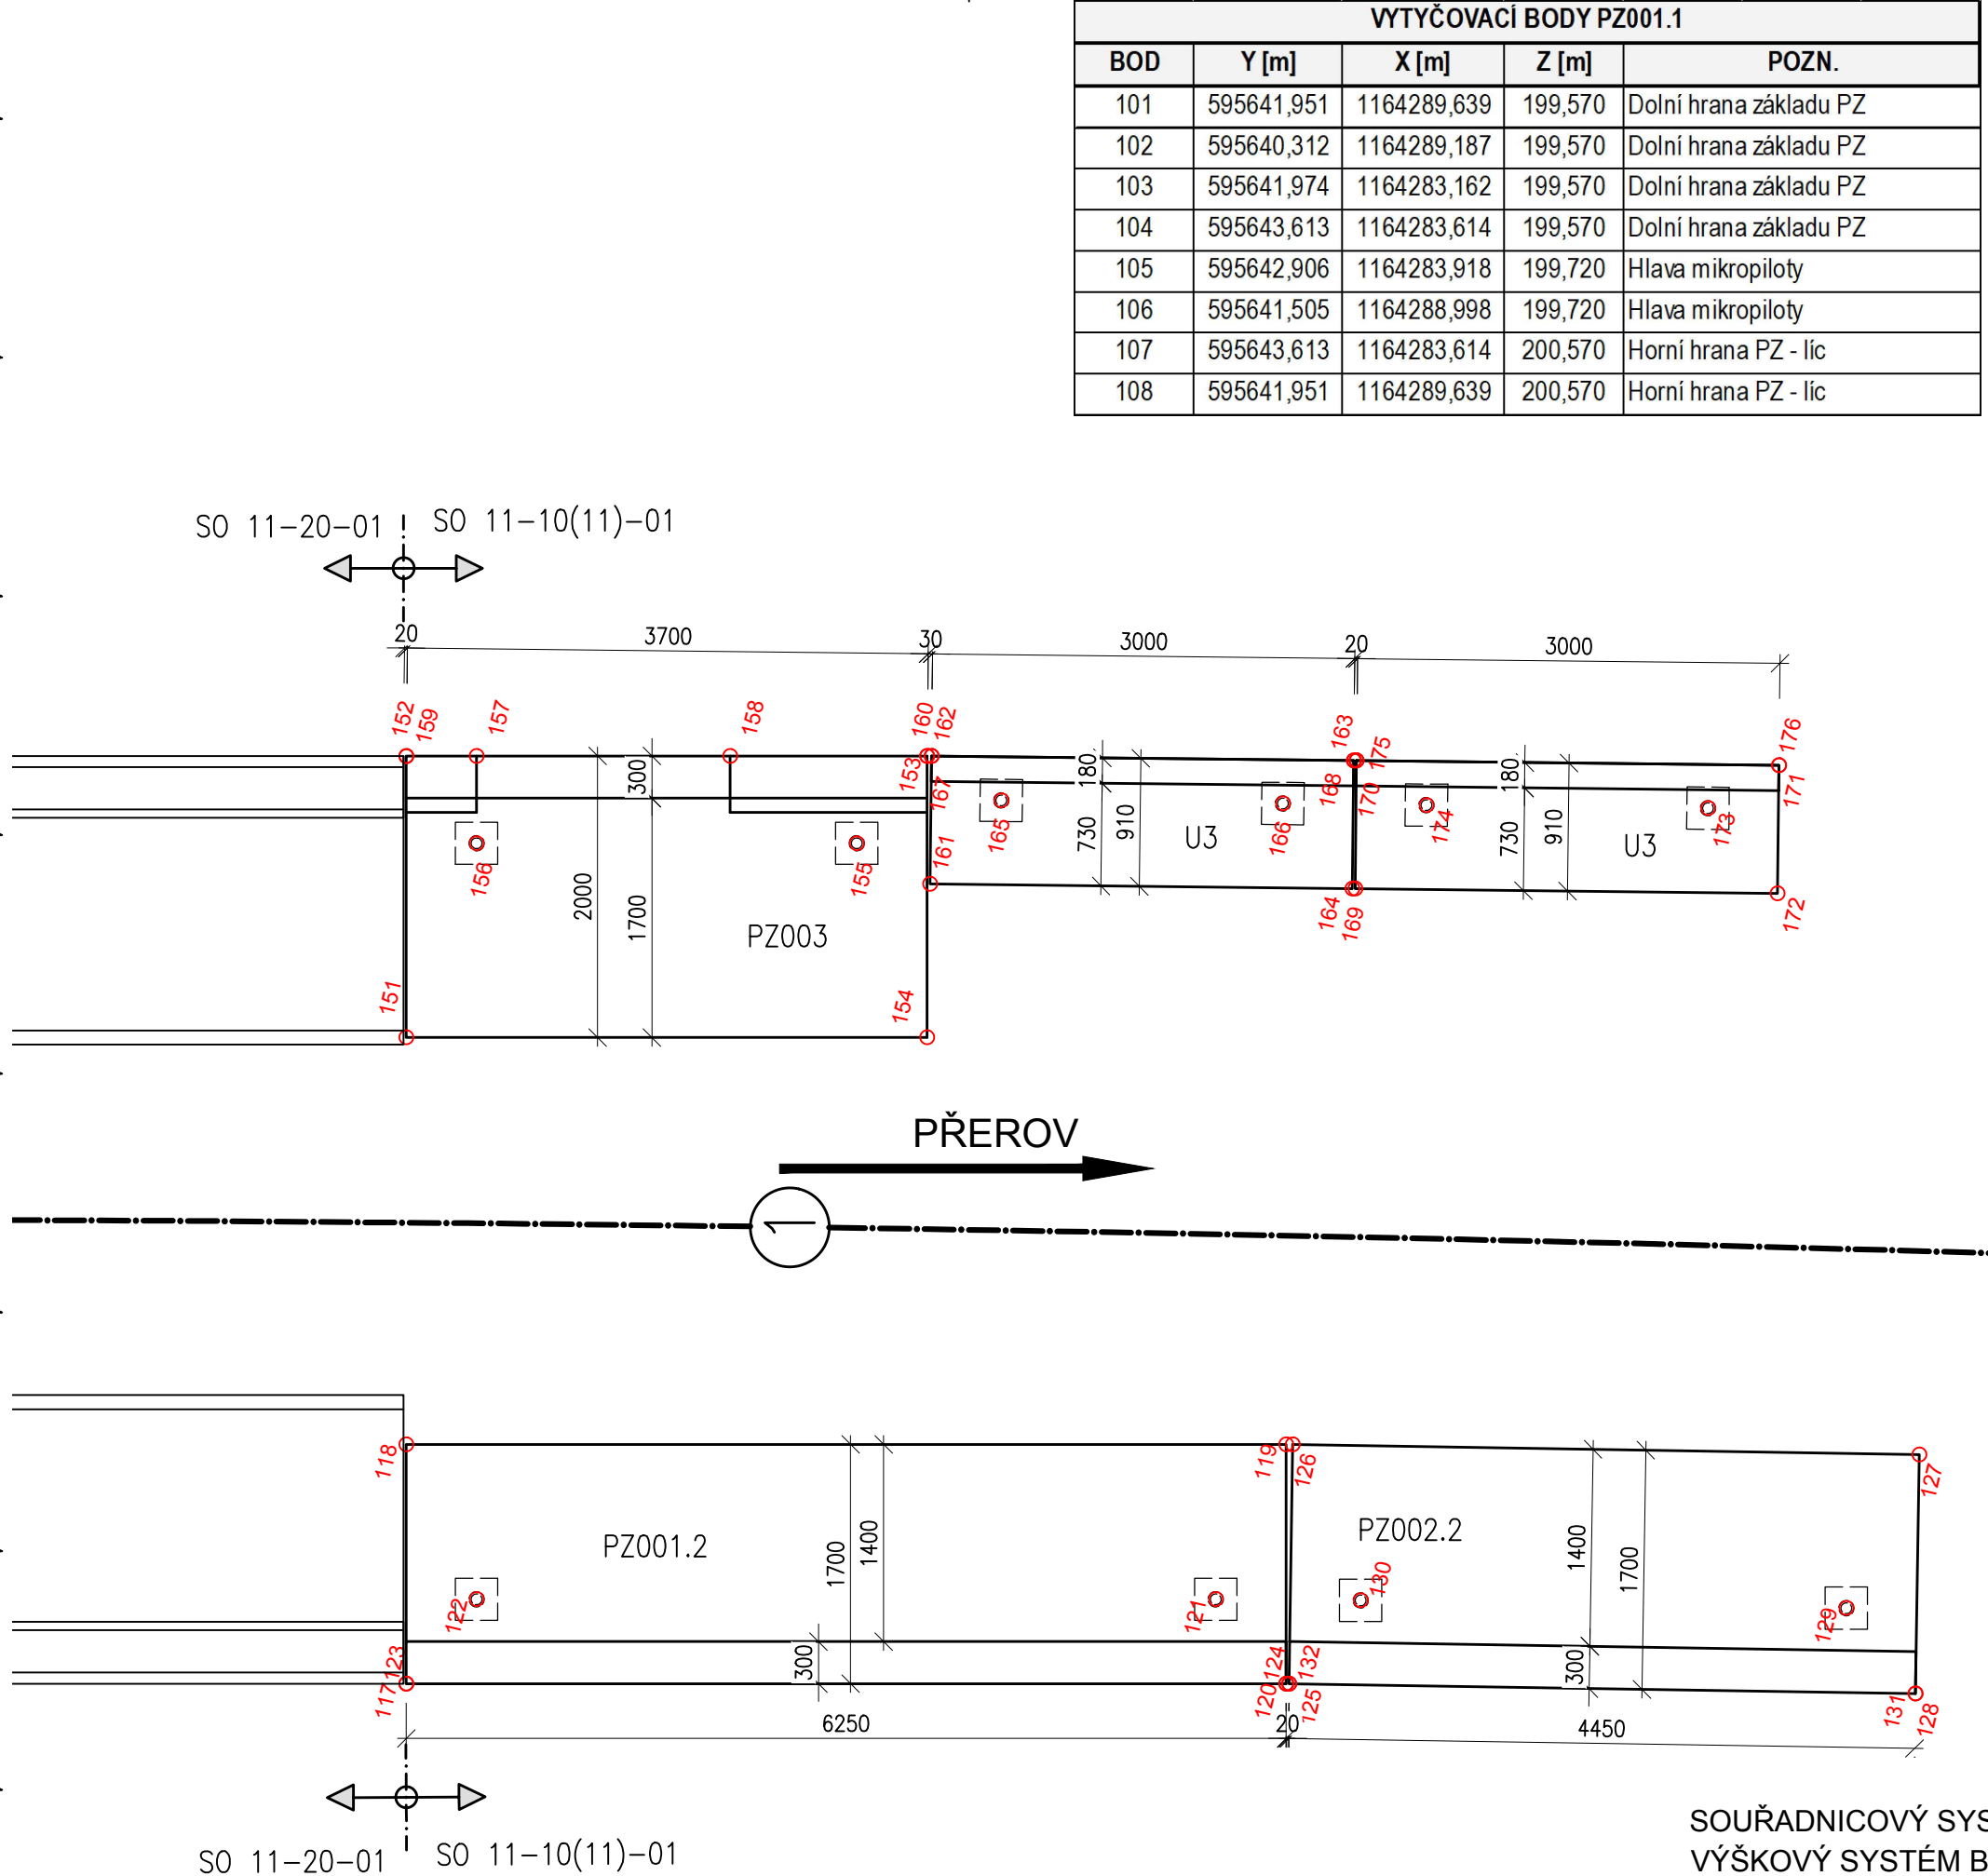 VYTYČOVACÍ BODY PZ001.1
BOD Y [m] X [m] Z [m] POZN.
101 595641,951 1164289,639 199,570 Dolní hrana základu PZ
102 595640,312 1164289,187 199,570 Dolní hrana základu PZ
103 595641,974 1164283,162 199,570 Dolní hrana základu PZ
104 595643,613 1164283,614 199,570 Dolní hrana základu PZ
105 595642,906 1164283,918 199,720 Hlava mikropiloty
106 595641,505 1164288,998 199,720 Hlava mikropiloty
107 595643,613 1164283,614 200,570 Horní hrana PZ - líc
108 595641,951 1164289,639 200,570 Horní hrana PZ - líc
SO 11-20-01 SO 11-10(11)-01
20 3700 30 3000 20 3000
152 159 157 158 160 162 163 175 176
300 153 167 180 168 170 180 171
165 166 174 173
156 155 161 730 910 U3 730 910 U3
2000 1700 PZ003
164 169 172
151 154
PŘEROV
1
118 119 126 127
PZ001.2 1700 1400 PZ002.2 1400 1700
122 121 130 129
123 300 124 132 300
117 120 125 131 128
6250 20 4450
SO 11-20-01 SO 11-10(11)-01
SOUŘADNICOVÝ SYS
VÝŠKOVÝ SYSTÉM B